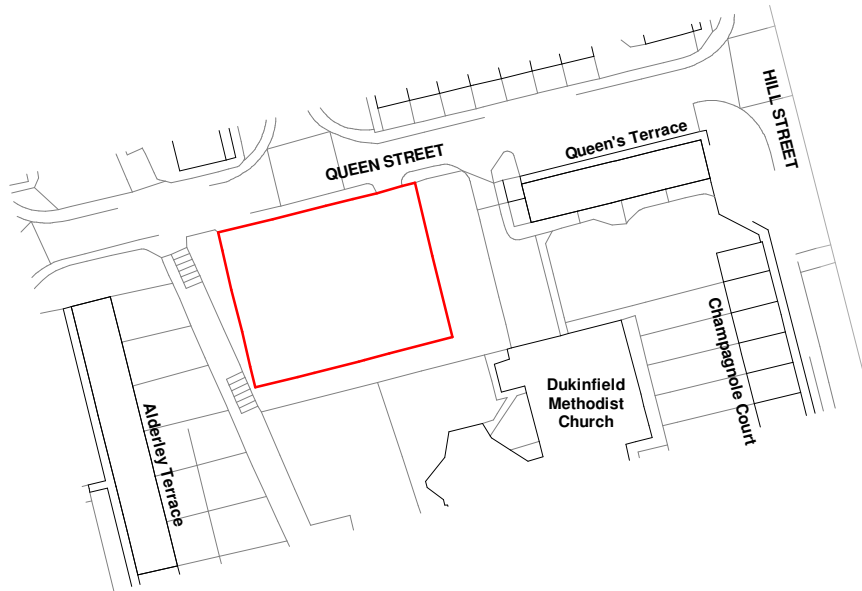 HILL STREET
Queen's Terrace
QUEEN STREET
Champagnole Court
Dukinfield
Methodist
Church
Alderley Terrace